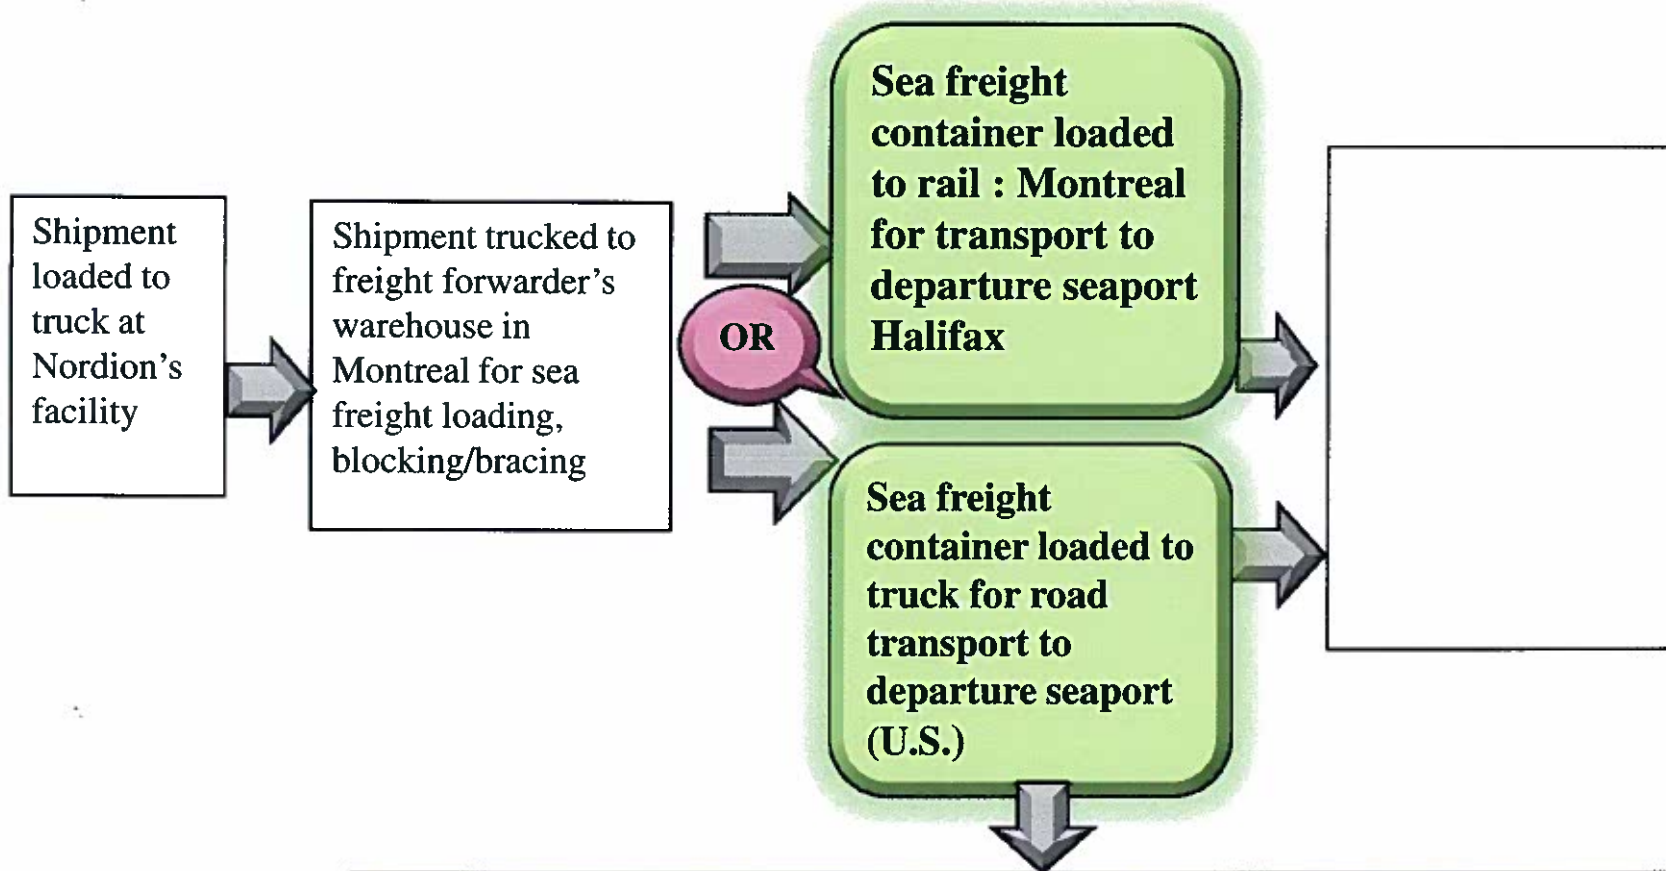 Shipment
loaded to
truck at
Nordion’s
facility
Shipment trucked to
freight forwarder’s
warehouse in
Montreal for sea
freight loading,
blocking/bracing
OR
Sea freight
container loaded
to rail : Montreal
for transport to
departure seaport
Halifax
Sea freight
container loaded to
truck for road
transport to
departure seaport
(U.S.)